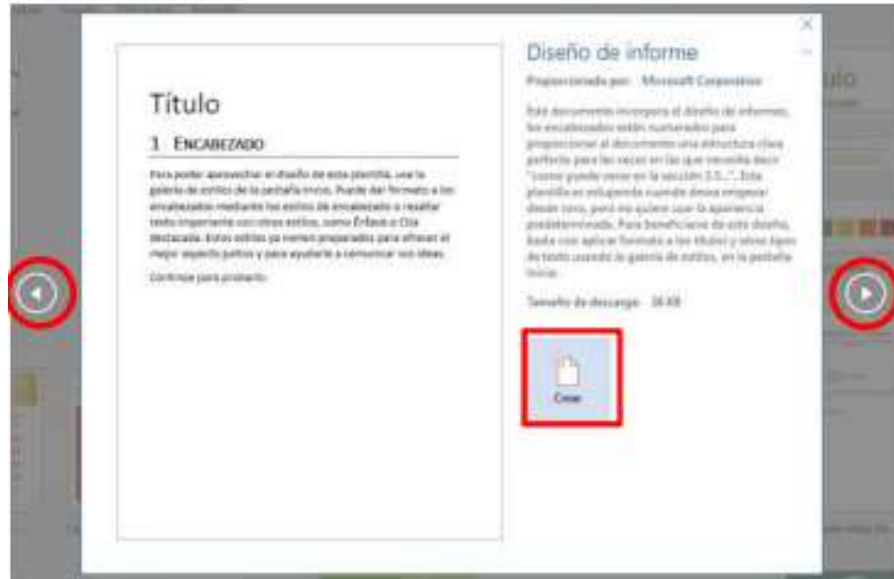 Título
1 ENCABEZADO
Para poder aprovechar el diseño de esta plantilla, use la
galería de estilos de la pestaña Inicio. Puede dar formato a los
encabezados mediante los estilos de encabezado o resaltar
texto importante con otros estilos, como Énfasis o Cita
destacada. Estos estilos ya vienen preparados para ofrecer el
mejor aspecto juntos y para ayudarle a comunicar sus ideas.
Continúe para probarlo.
Diseño de informe
Proporcionado por: Microsoft Corporation
Este documento incorpora el diseño de informes,
los encabezados están numerados para
proporcionar al documento una estructura clara
perfecta para las veces en las que necesita decir
"como puede verse en la sección 3.5...". Esta
plantilla es estupenda cuando desea empezar
desde cero, pero no quiere usar la apariencia
predeterminada. Para beneficiarse de este diseño,
basta con aplicar formato a los títulos y otros tipos
de texto usando la galería de estilos, en la pestaña
Inicio.
Tamaño de descarga: 36 KB
Crear